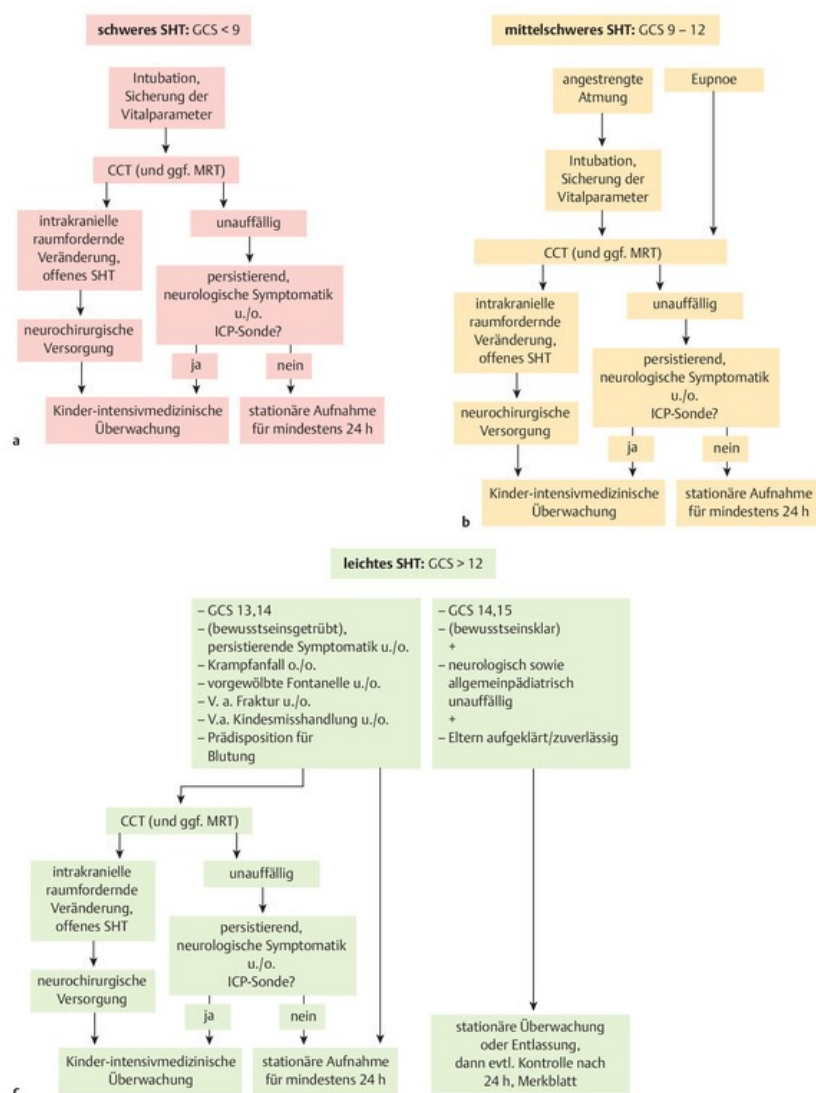 schweres SHT: GCS < 9
Intubation,
Sicherung der
Vitalparameter
CCT (und ggf. MRT)
intrakranielle
raumfordernde
Veränderung,
offenes SHT
unauffällig
neurochirurgische
Versorgung
persistierend,
neurologische Symptomatik
u./o.
ICP-Sonde?
ja
nein
Kinder-intensivmedizinische
Überwachung
stationäre Aufnahme
für mindestens 24 h
a
mittelschweres SHT: GCS 9 – 12
angestrengte
Atmung
Eupnoe
Intubation,
Sicherung der
Vitalparameter
CCT (und ggf. MRT)
intrakranielle
raumfordernde
Veränderung,
offenes SHT
unauffällig
neurochirurgische
Versorgung
persistierend,
neurologische Symptomatik
u./o.
ICP-Sonde?
ja
nein
Kinder-intensivmedizinische
Überwachung
stationäre Aufnahme
für mindestens 24 h
b
leichtes SHT: GCS > 12
– GCS 13,14
– (bewusstseinsgetrübt),
persistierende Symptomatik u./o.
– Krampfanfall o./o.
– vorgewölbte Fontanelle u./o.
– V. a. Fraktur u./o.
– V.a. Kindesmisshandlung u./o.
– Prädisposition für
Blutung
– GCS 14,15
– (bewusstseinsklar)
+
– neurologisch sowie
allgemeinpädiatrisch
unauffällig
+
– Eltern aufgeklärt/zuverlässig
CCT (und ggf. MRT)
intrakranielle
raumfordernde
Veränderung,
offenes SHT
unauffällig
neurochirurgische
Versorgung
persistierend,
neurologische Symptomatik
u./o.
ICP-Sonde?
ja
nein
Kinder-intensivmedizinische
Überwachung
stationäre Aufnahme
für mindestens 24 h
stationäre Überwachung
oder Entlassung,
dann evtl. Kontrolle nach
24 h, Merkblatt
c